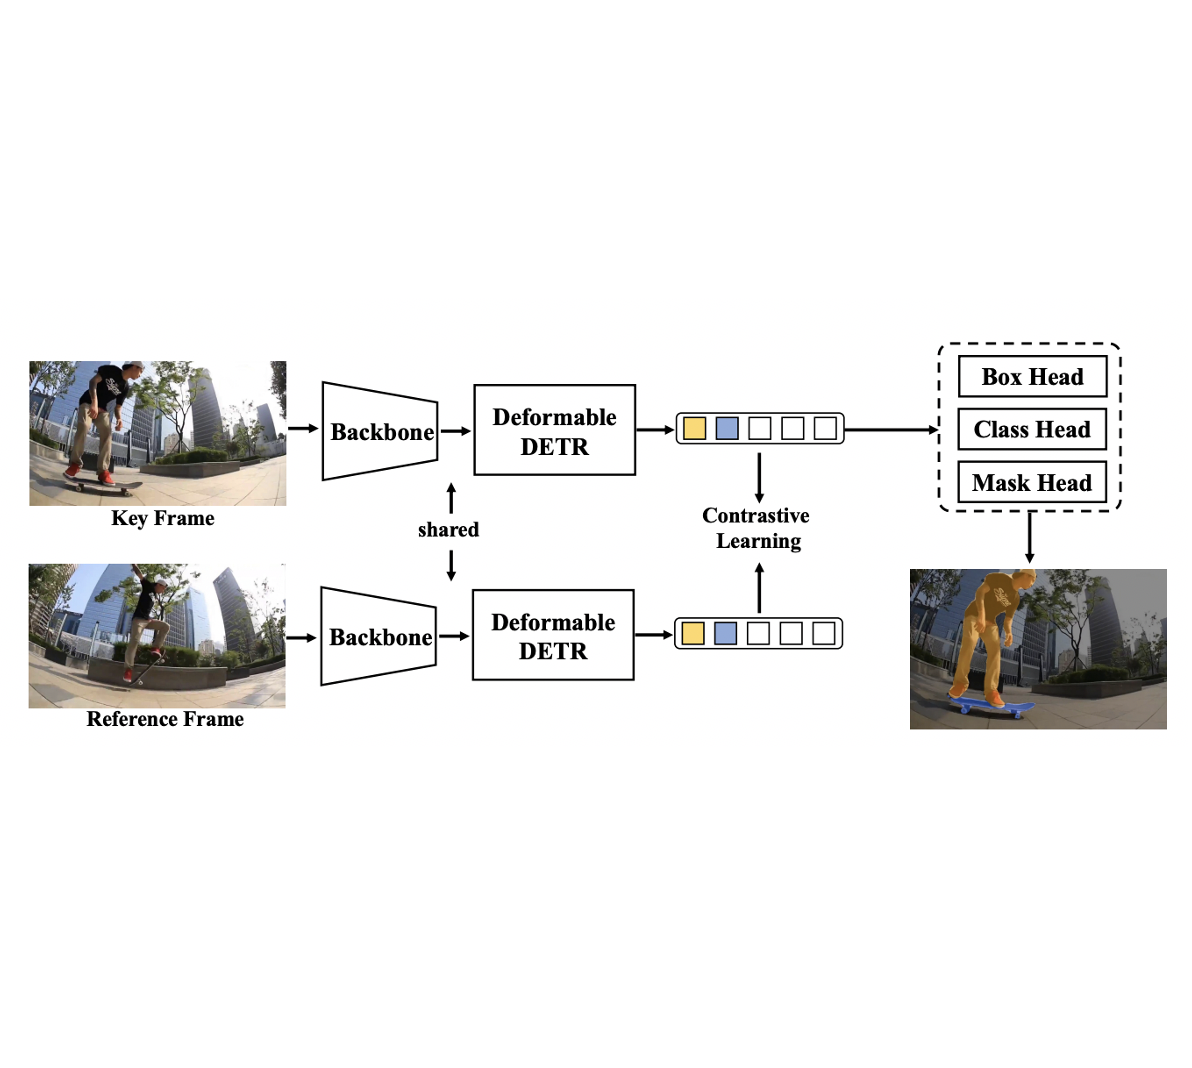 Key Frame
Backbone
Deformable
DETR
Box Head
Class Head
Mask Head
shared
Contrastive
Learning
Reference Frame
Backbone
Deformable
DETR